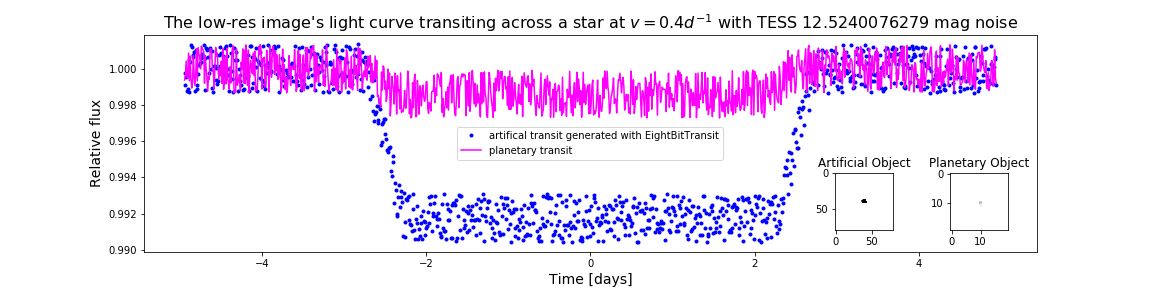 The low-res image's light curve transiting across a star at v = 0.4d⁻¹ with TESS 12.5240076279 mag noise
Relative flux
1.000
0.998
0.996
0.994
0.992
0.990
artifical transit generated with EightBitTransit
planetary transit
Artificial Object
0
50
0
50
Planetary Object
0
10
0
10
−4
−2
0
2
4
Time [days]